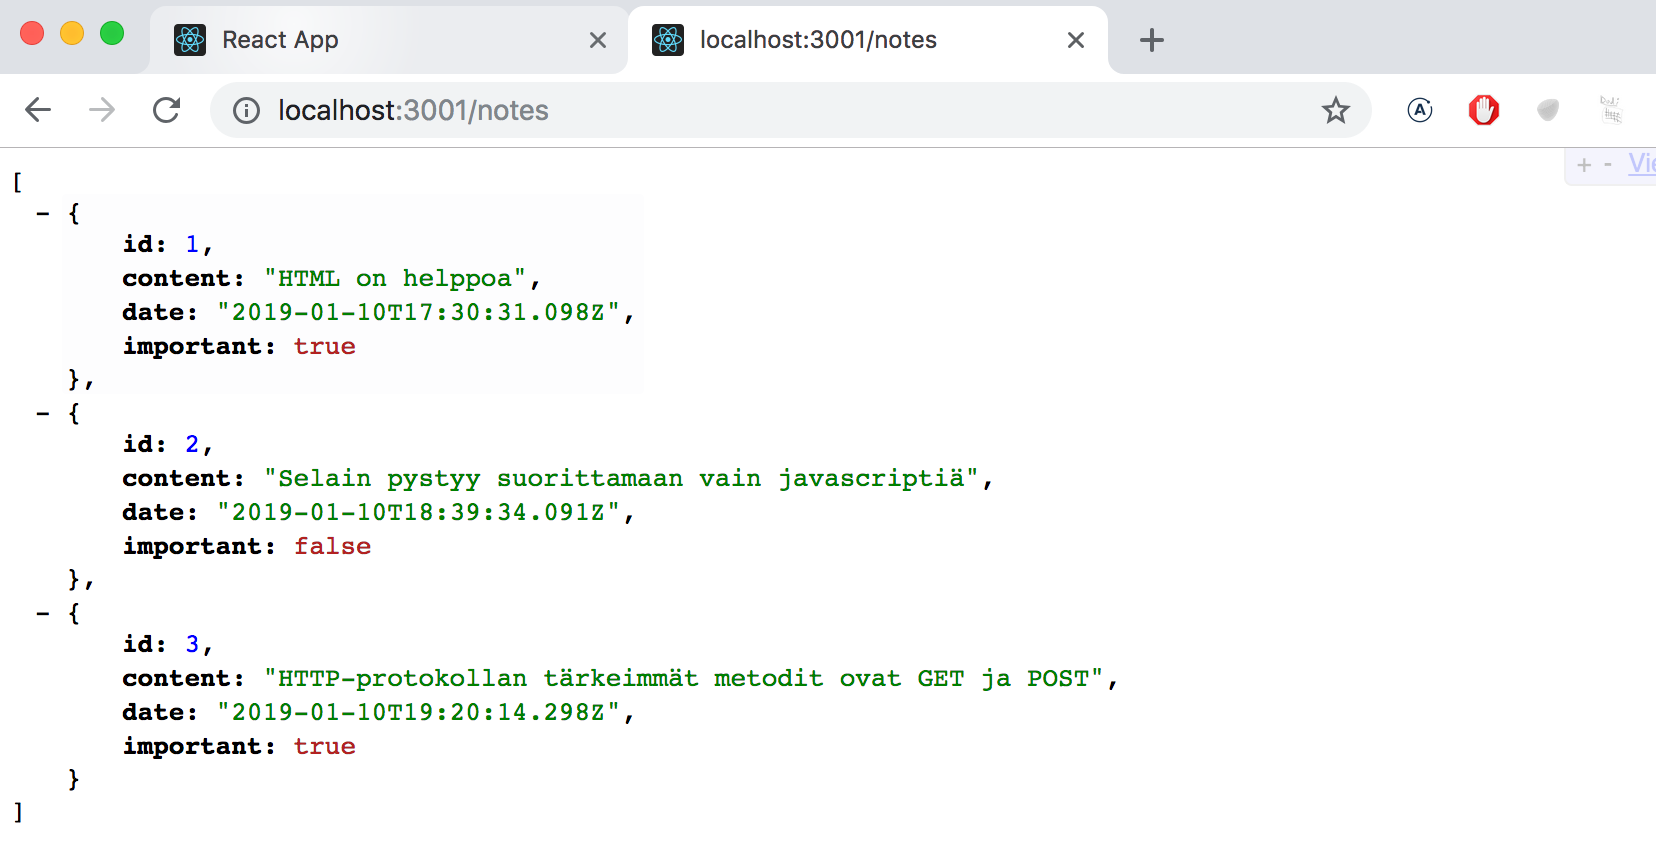 React App
localhost:3001/notes
localhost:3001/notes
A
+ - Vie
[
- {
id: 1,
content: "HTML on helppoa",
date: "2019-01-10T17:30:31.098Z",
important: true
},
- {
id: 2,
content: "Selain pystyy suorittamaan vain javascriptiä",
date: "2019-01-10T18:39:34.091Z",
important: false
},
- {
id: 3,
content: "HTTP-protokollan tärkeimmät metodit ovat GET ja POST",
date: "2019-01-10T19:20:14.298Z",
important: true
}
]